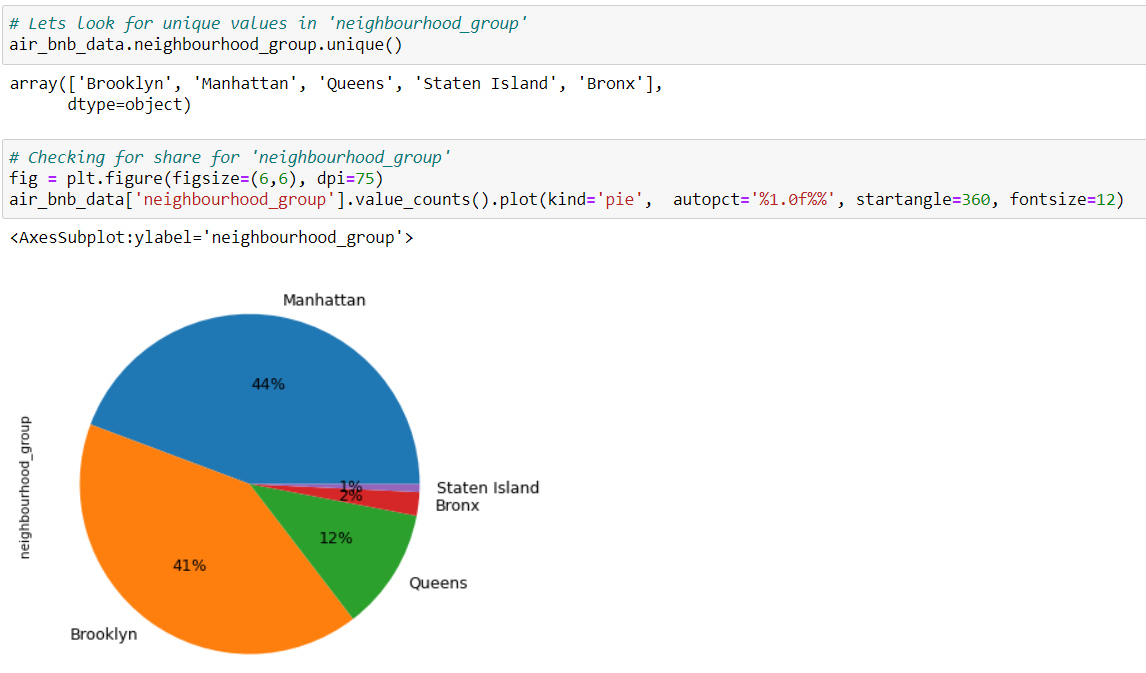 # Lets look for unique values in 'neighbourhood_group'
air_bnb_data.neighbourhood_group.unique()
array(['Brooklyn', 'Manhattan', 'Queens', 'Staten Island', 'Bronx'],
      dtype=object)
# Checking for share for 'neighbourhood_group'
fig = plt.figure(figsize=(6,6), dpi=75)
air_bnb_data['neighbourhood_group'].value_counts().plot(kind='pie',  autopct='%1.0f%%', startangle=360, fontsize=12)
<AxesSubplot:ylabel='neighbourhood_group'>
Manhattan
44%
neighbourhood_group
1%
Staten Island
2%
Bronx
12%
41%
Queens
Brooklyn